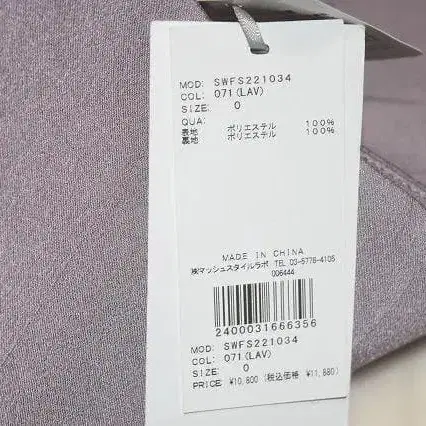 MOD: SWFS221034
COL: 071(LAV)
SIZE: 0
QUA:
表地 ポリエステル 100%
裏地 ポリエステル 100%
MADE IN CHINA
㈱マッシュスタイルラボ TEL 03-5778-4105
006444
2400031666356
MOD: SWFS221034
COL: 071(LAV)
SIZE: 0
PRICE: ¥10,800 (税込価格 ¥11,880)